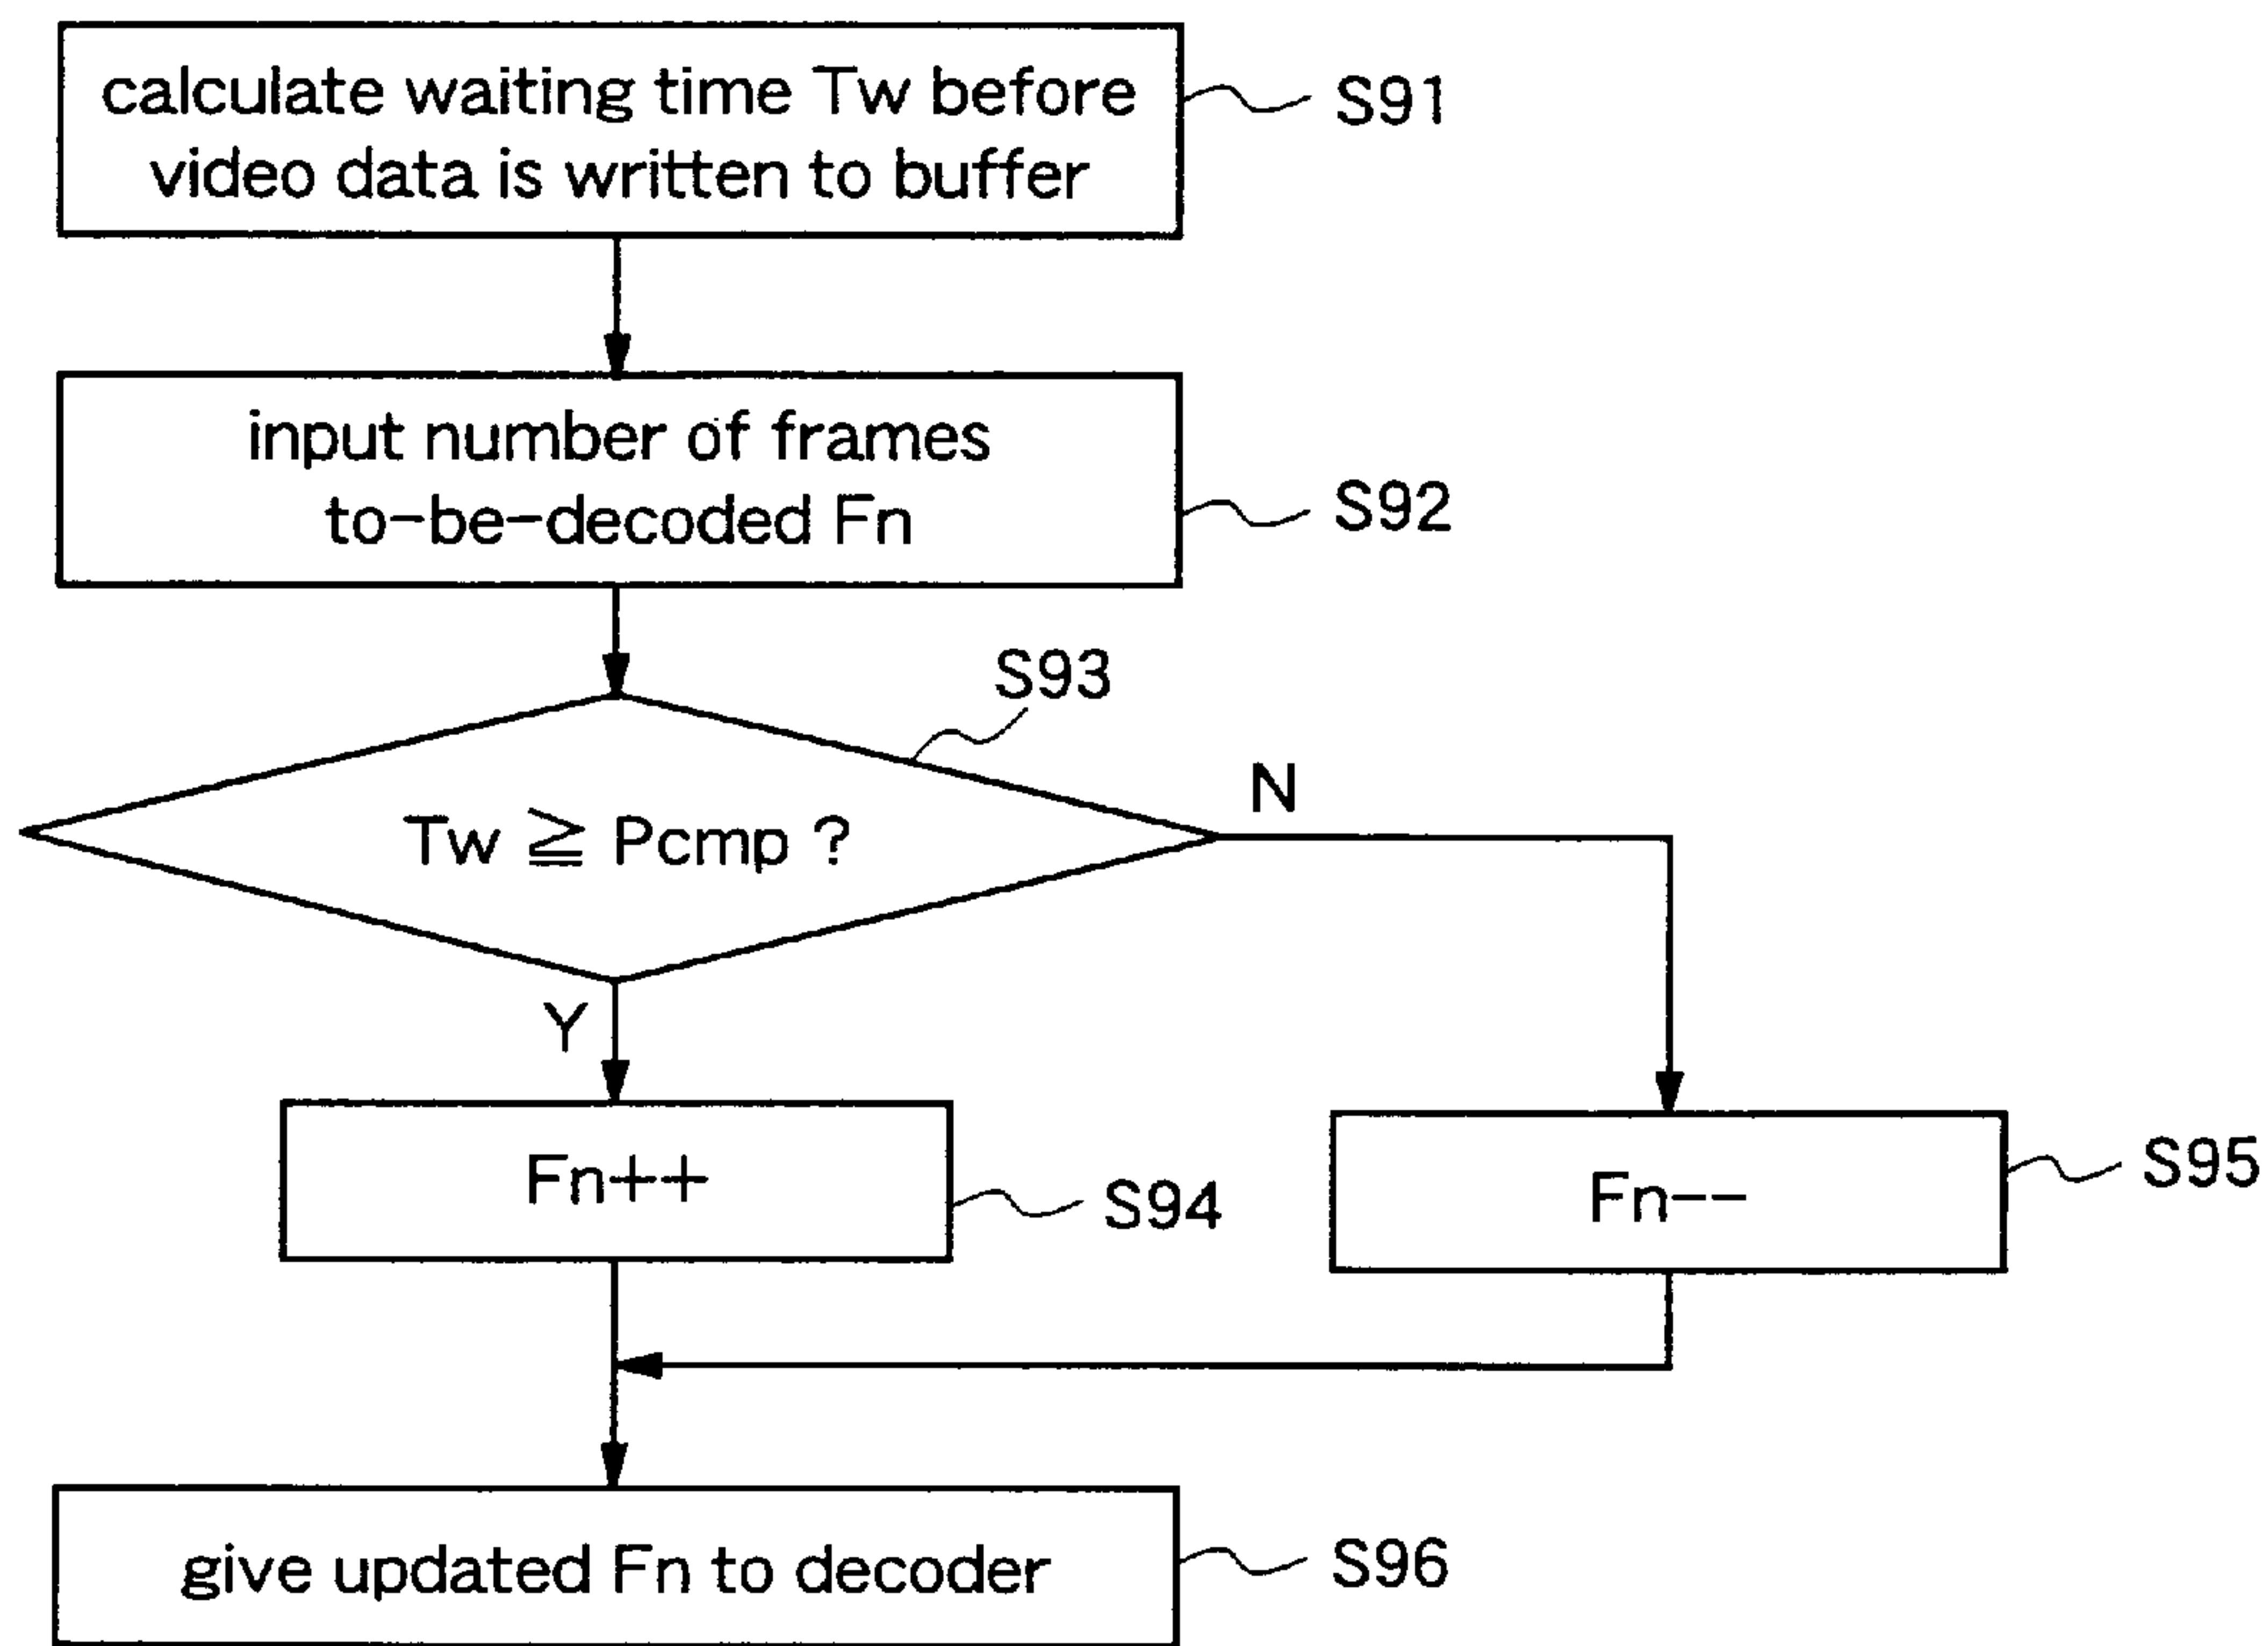 calculate waiting time Tw before
video data is written to buffer
S91
input number of frames
to-be-decoded Fn
S92
S93
Tw ≧ Pcmp ?
N
Y
Fn++
S94
Fn--
S95
give updated Fn to decoder
S96